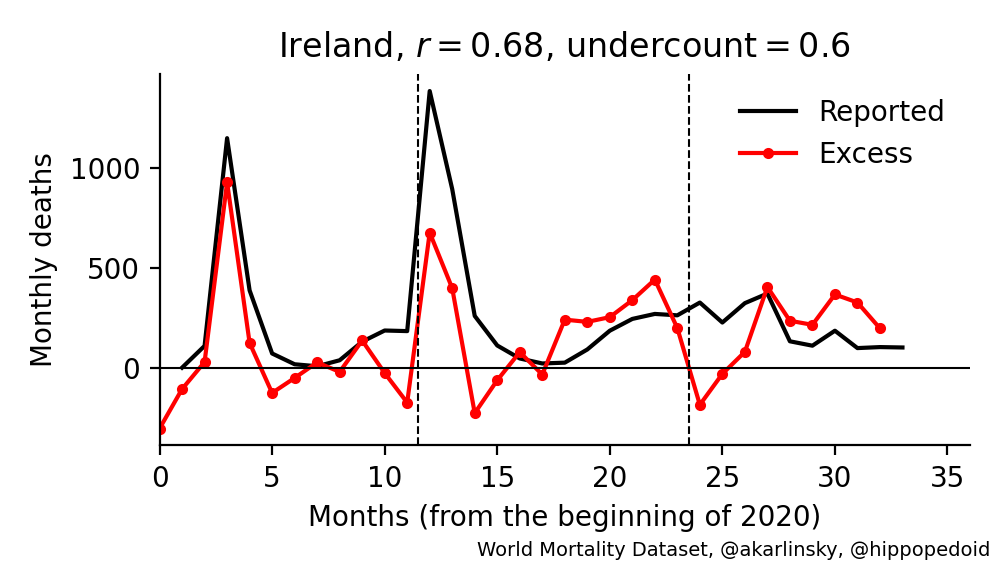 Ireland, r = 0.68, undercount = 0.6
Reported
Excess
1000
500
0
Monthly deaths
0 5 10 15 20 25 30 35
Months (from the beginning of 2020)
World Mortality Dataset, @akarlinsky, @hippopedoid